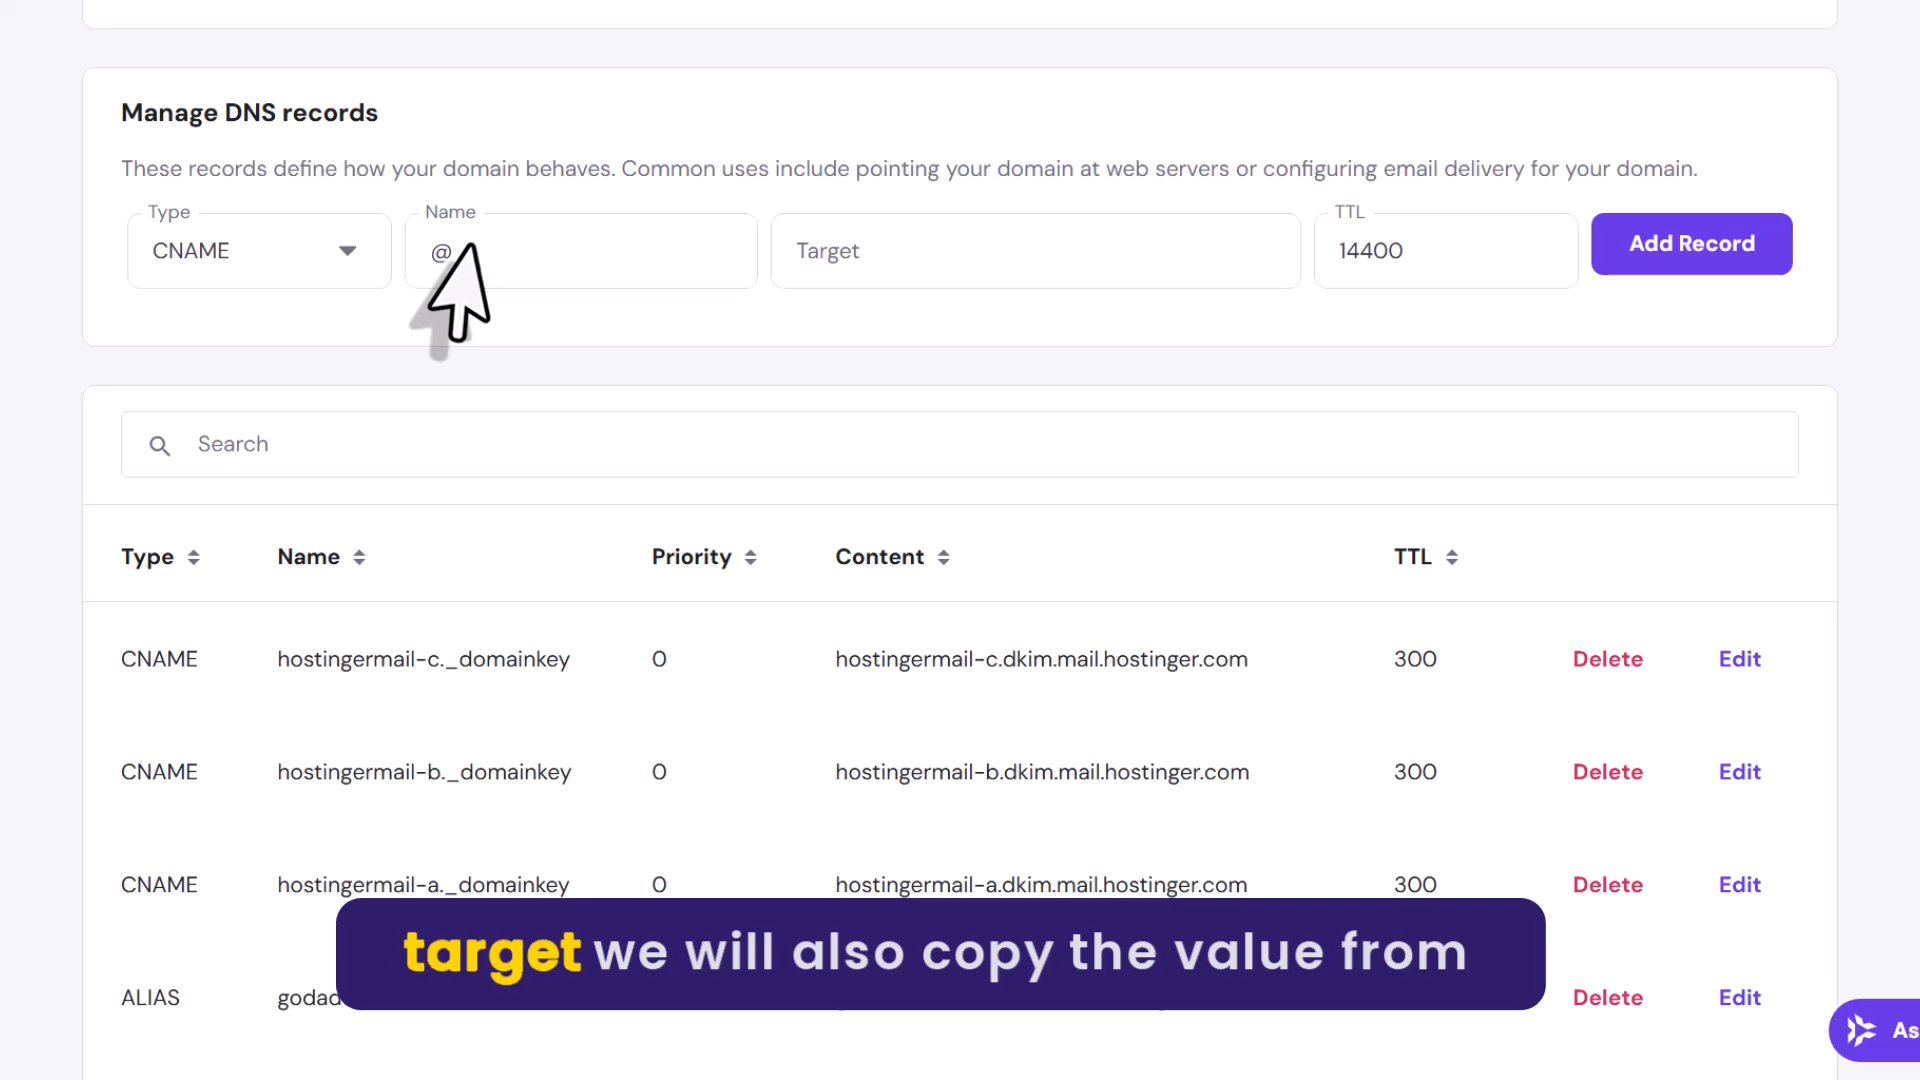 Manage DNS records
These records define how your domain behaves. Common uses include pointing your domain at web servers or configuring email delivery for your domain.
Type Name TTL
CNAME @ Target 14400 Add Record
Search
Type Name Priority Content TTL
CNAME hostingermail-c._domainkey 0 hostingermail-c.dkim.mail.hostinger.com 300 Delete Edit
CNAME hostingermail-b._domainkey 0 hostingermail-b.dkim.mail.hostinger.com 300 Delete Edit
CNAME hostingermail-a._domainkey 0 hostingermail-a.dkim.mail.hostinger.com 300 Delete Edit
target we will also copy the value from
ALIAS Delete Edit